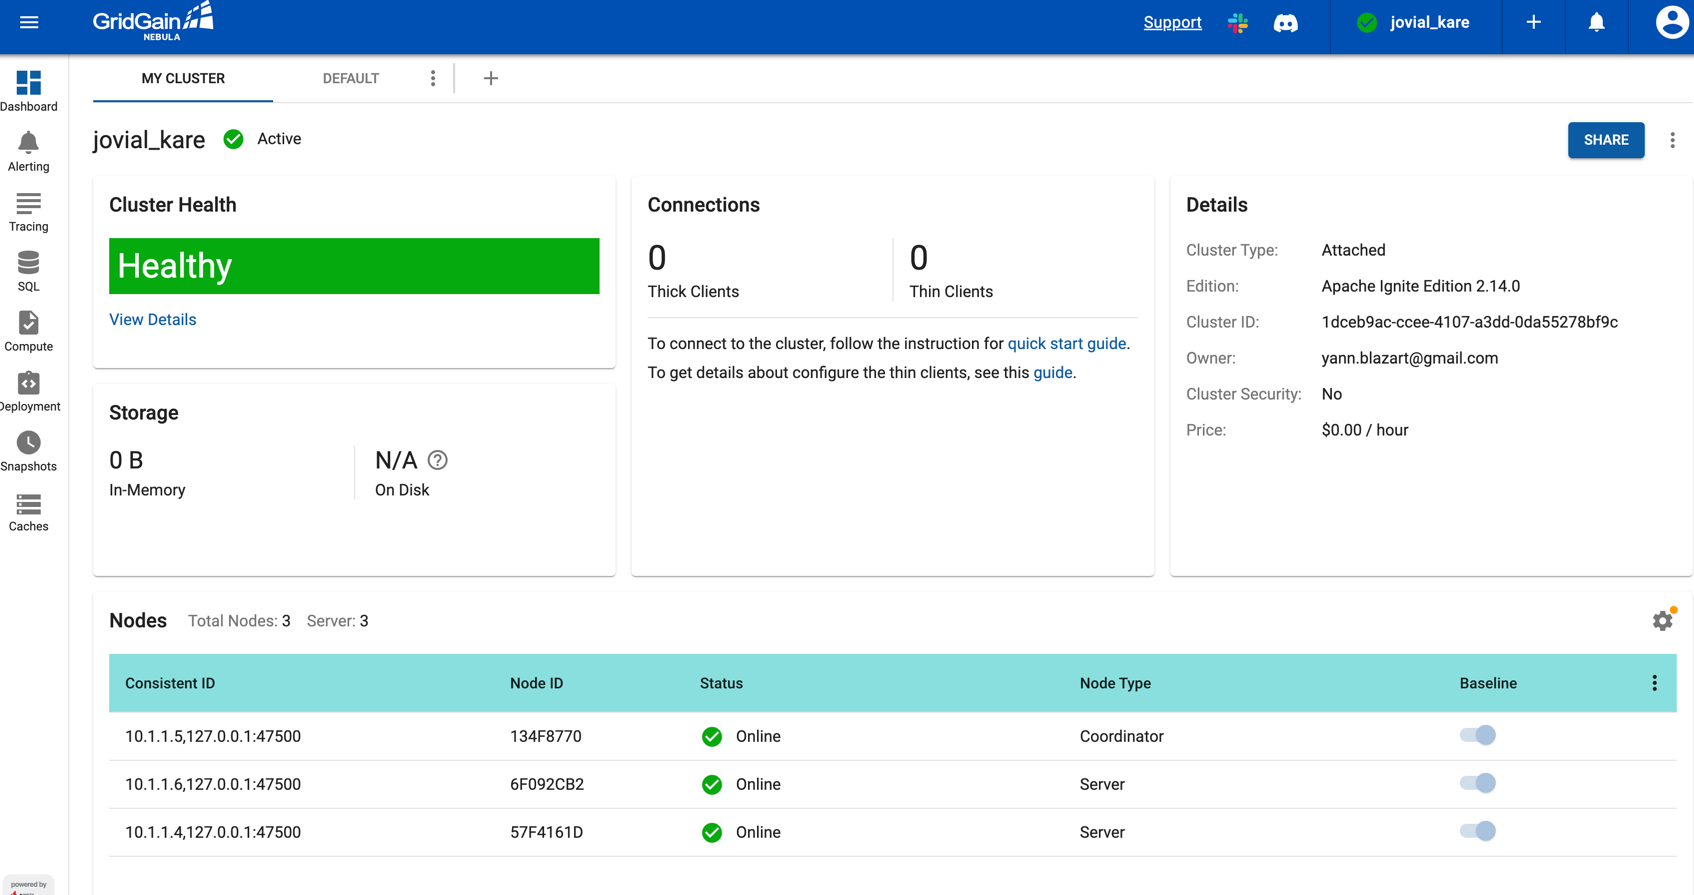 GridGain
NEBULA
Support
jovial_kare
Dashboard
Alerting
Tracing
SQL
Compute
Deployment
Snapshots
Caches
powered by
MY CLUSTER
DEFAULT
jovial_kare
Active
SHARE
Cluster Health
Healthy
View Details
Storage
0 B
In-Memory
N/A
On Disk
Connections
0
Thick Clients
0
Thin Clients
To connect to the cluster, follow the instruction for quick start guide.
To get details about configure the thin clients, see this guide.
Details
Cluster Type: Attached
Edition: Apache Ignite Edition 2.14.0
Cluster ID: 1dceb9ac-ccee-4107-a3dd-0da55278bf9c
Owner: yann.blazart@gmail.com
Cluster Security: No
Price: $0.00 / hour
Nodes Total Nodes: 3 Server: 3
Consistent ID Node ID Status Node Type Baseline
10.1.1.5,127.0.0.1:47500 134F8770 Online Coordinator
10.1.1.6,127.0.0.1:47500 6F092CB2 Online Server
10.1.1.4,127.0.0.1:47500 57F4161D Online Server